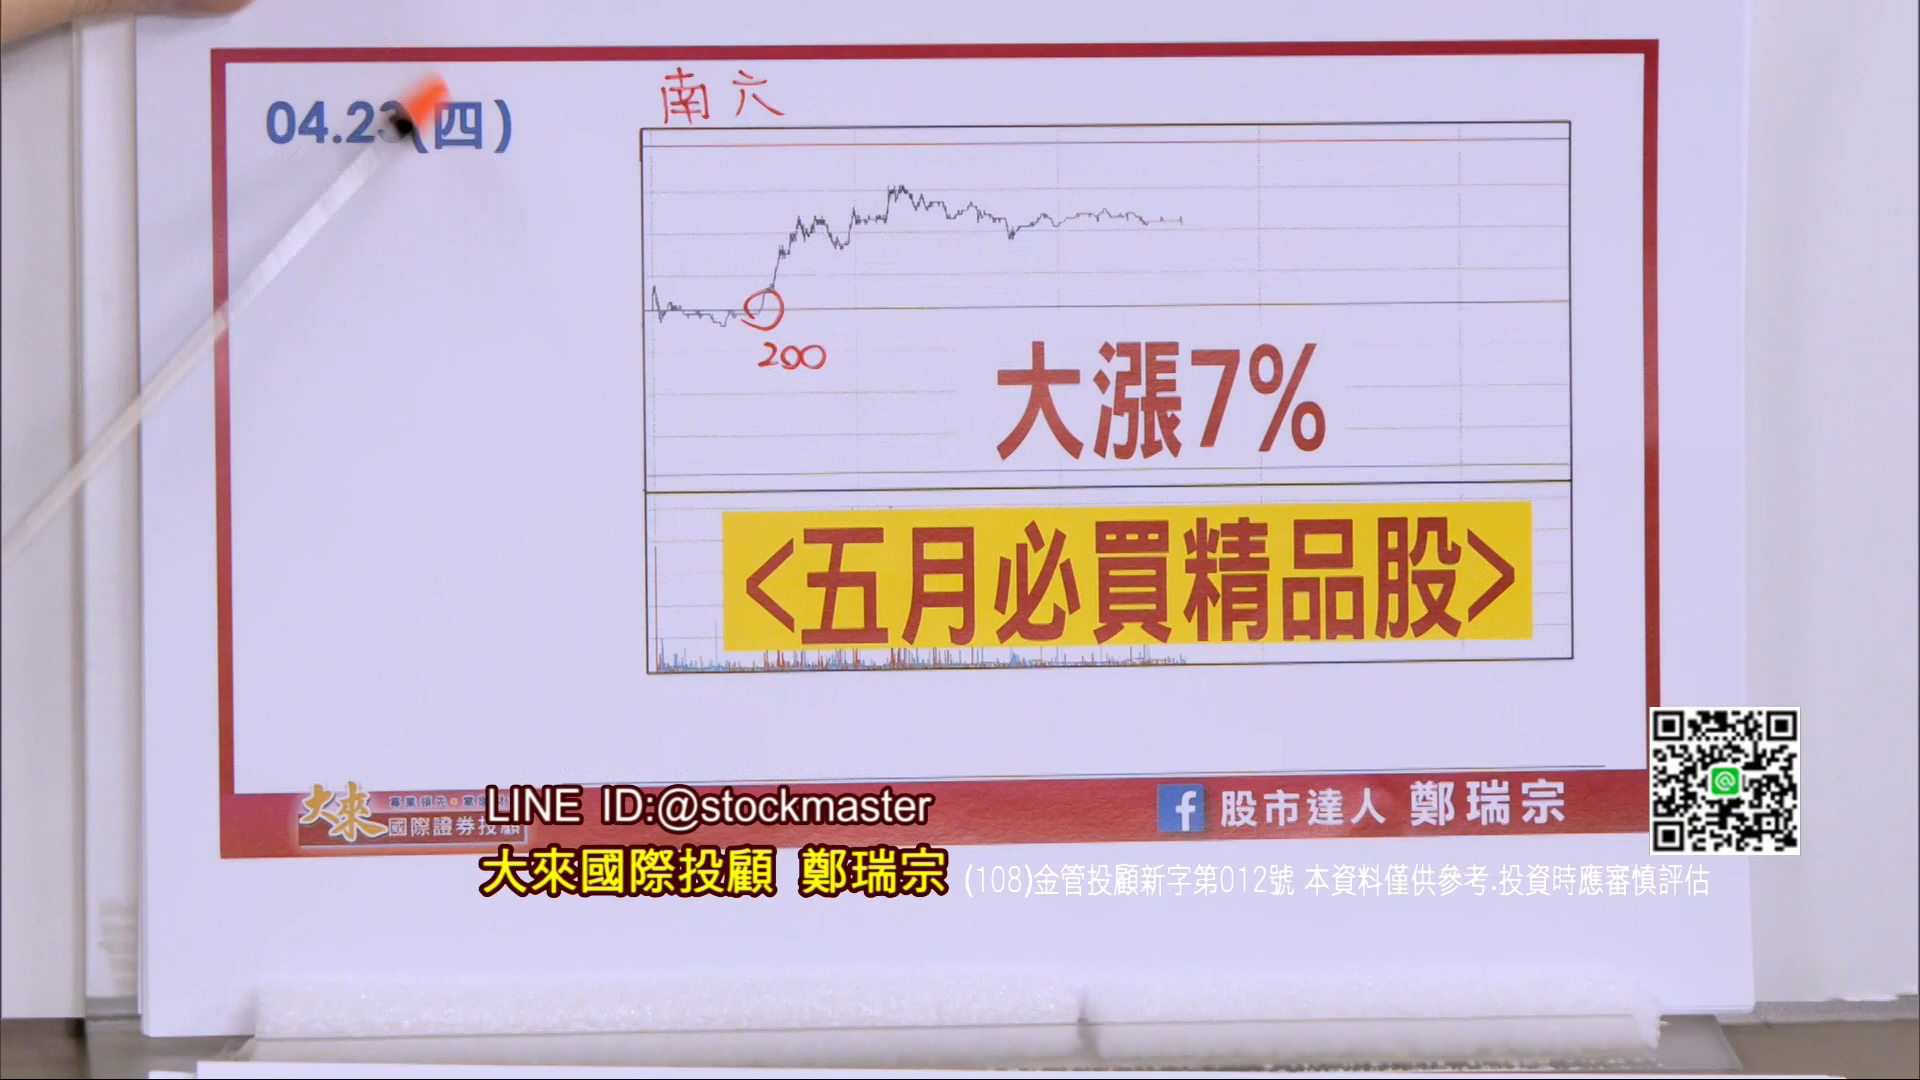 南六
04.23(四)
200
大漲7%
<五月必買精品股>
大來
國際證券投顧
股市達人 鄭瑞宗
LINE ID:@stockmaster
大來國際投顧 鄭瑞宗
(108)金管投顧新字第012號 本資料僅供參考.投資時應審慎評估